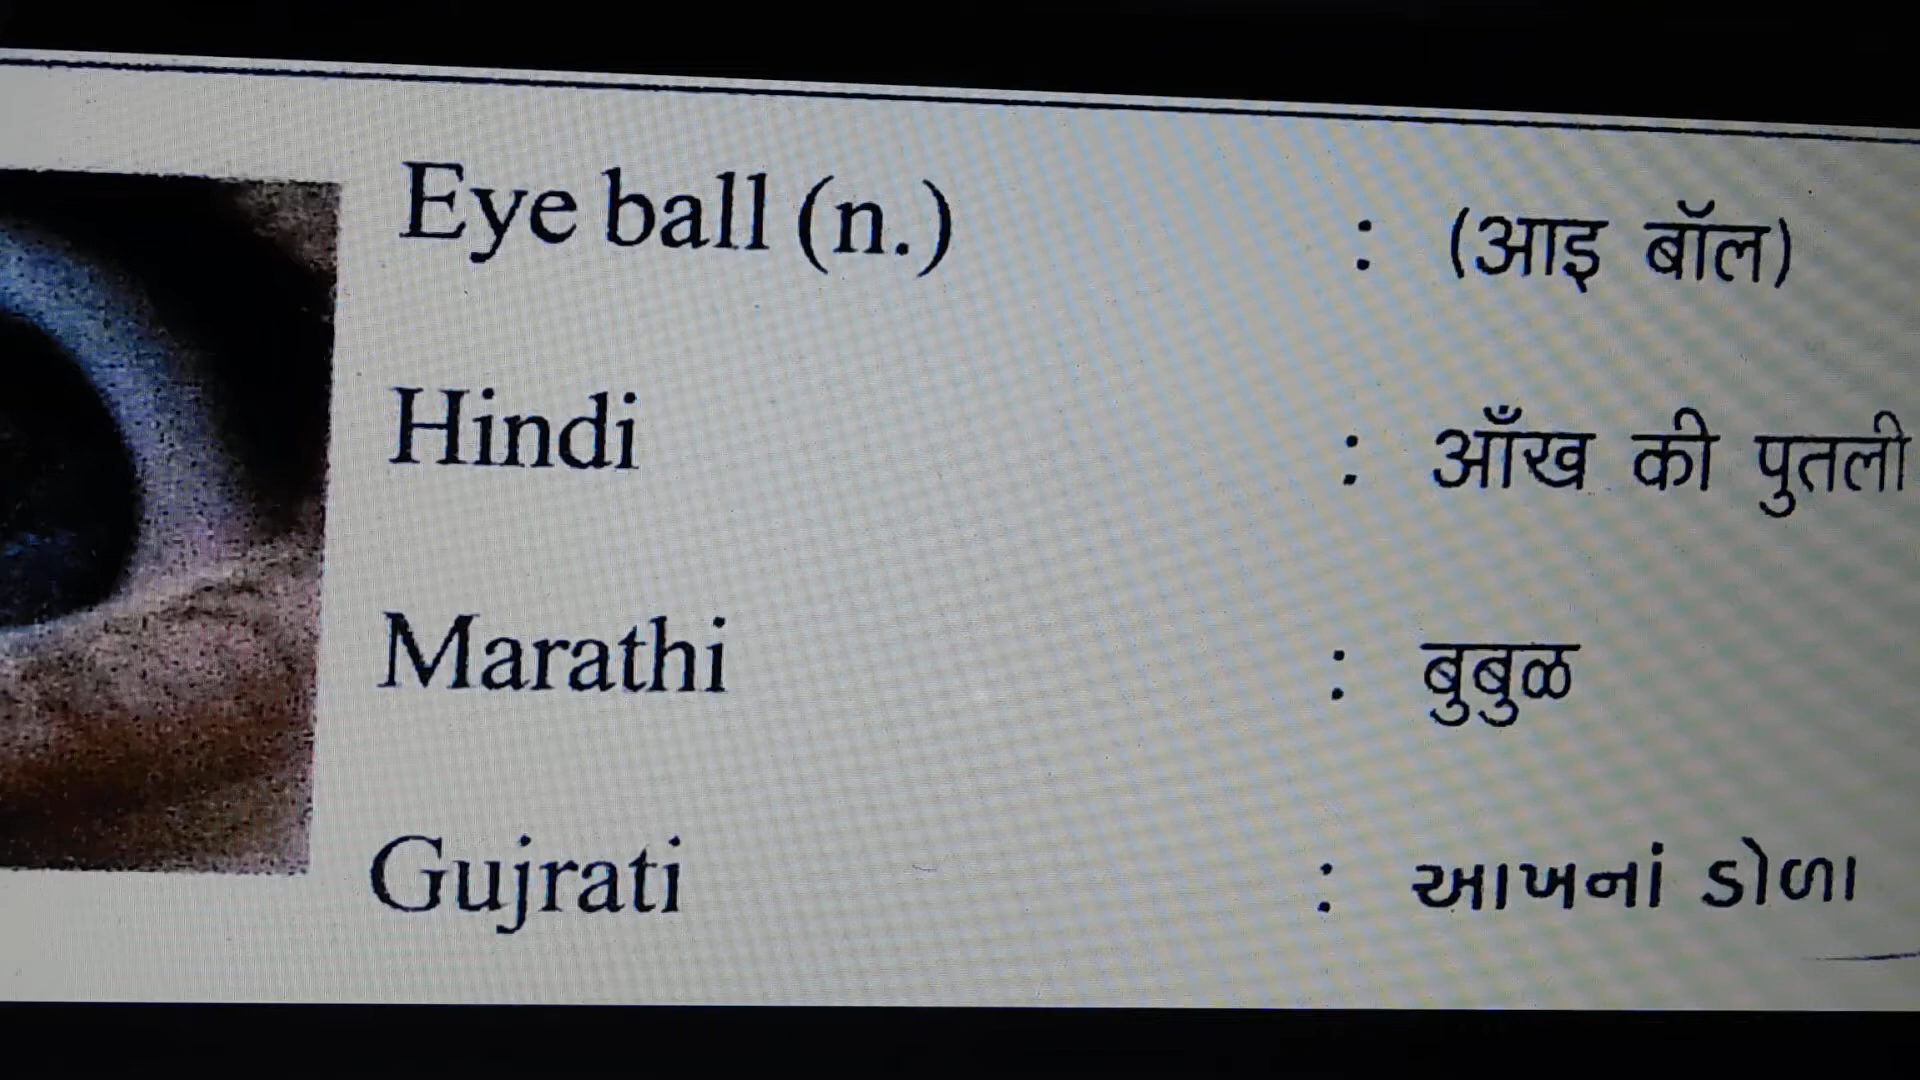 Eye ball (n.) : (आइ बॉल)
Hindi : आँख की पुतली
Marathi : बुबुळ
Gujrati : આખનાં ડોળા